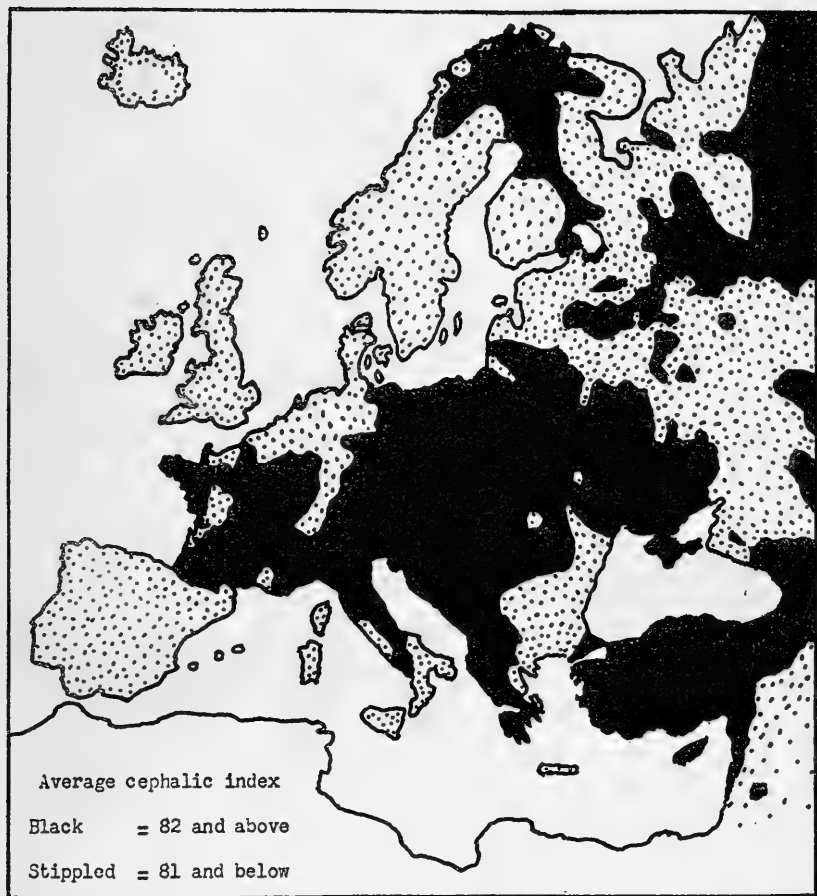 Average cephalic index
Black = 82 and above
Stippled = 81 and below